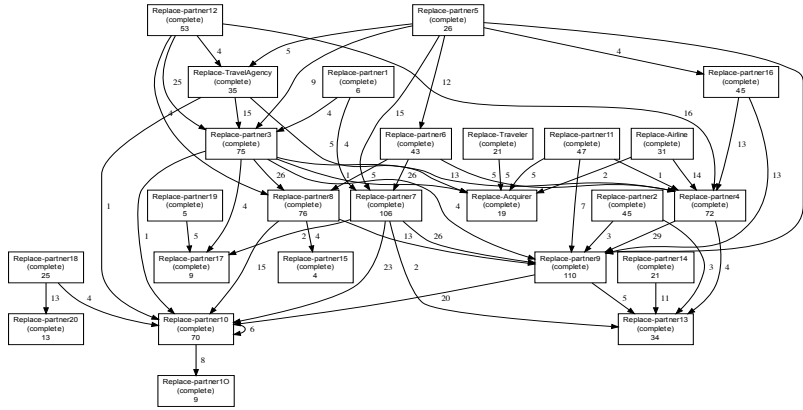 Replace-partner12
(complete)
53
Replace-partner5
(complete)
26
4
5
4
25
9
12
Replace-TravelAgency
(complete)
35
Replace-partner1
(complete)
6
Replace-partner16
(complete)
45
4
15
4
4
15
16
Replace-partner3
(complete)
75
Replace-partner6
(complete)
43
Replace-Traveler
(complete)
21
Replace-partner11
(complete)
47
Replace-Airline
(complete)
31
5
13
13
26
1
5
26
13
5
5
5
2
1
14
Replace-partner19
(complete)
5
Replace-partner8
(complete)
76
Replace-partner7
(complete)
106
Replace-Acquirer
(complete)
19
Replace-partner2
(complete)
45
Replace-partner4
(complete)
72
1
1
5
4
4
2
13
26
4
7
3
29
Replace-partner18
(complete)
25
Replace-partner17
(complete)
9
Replace-partner15
(complete)
4
Replace-partner9
(complete)
110
Replace-partner14
(complete)
21
15
23
2
3
4
13
4
20
5
11
Replace-partner20
(complete)
13
Replace-partner10
(complete)
70
6
Replace-partner13
(complete)
34
8
Replace-partner1O
(complete)
9